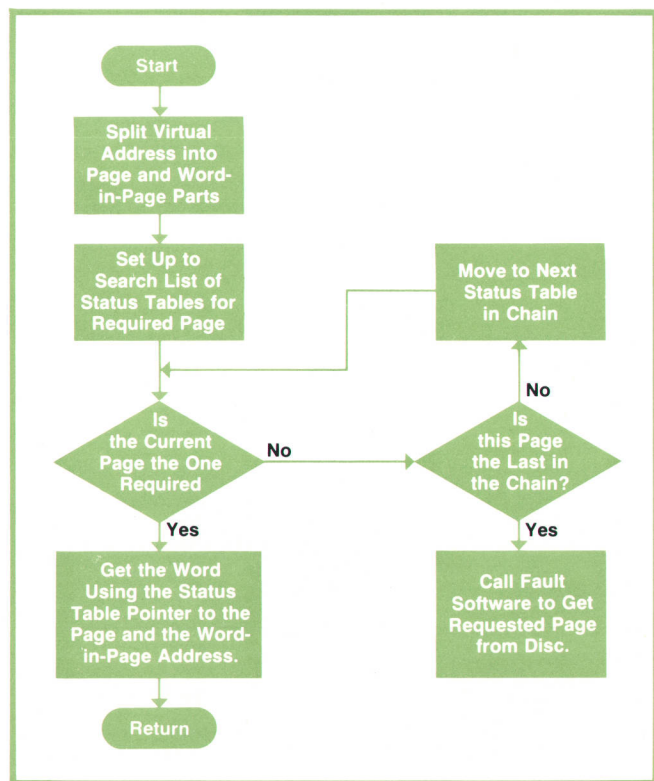 Start
Split Virtual
Address into
Page and Word-
in-Page Parts
Set Up to
Search List of
Status Tables for
Required Page
Move to Next
Status Table
in Chain
Is
the Current
Page the One
Required
No
Is
this Page
the Last in
the Chain?
No
Yes
Yes
Get the Word
Using the Status
Table Pointer to the
Page and the Word-
in-Page Address.
Call Fault
Software to Get
Requested Page
from Disc.
Return